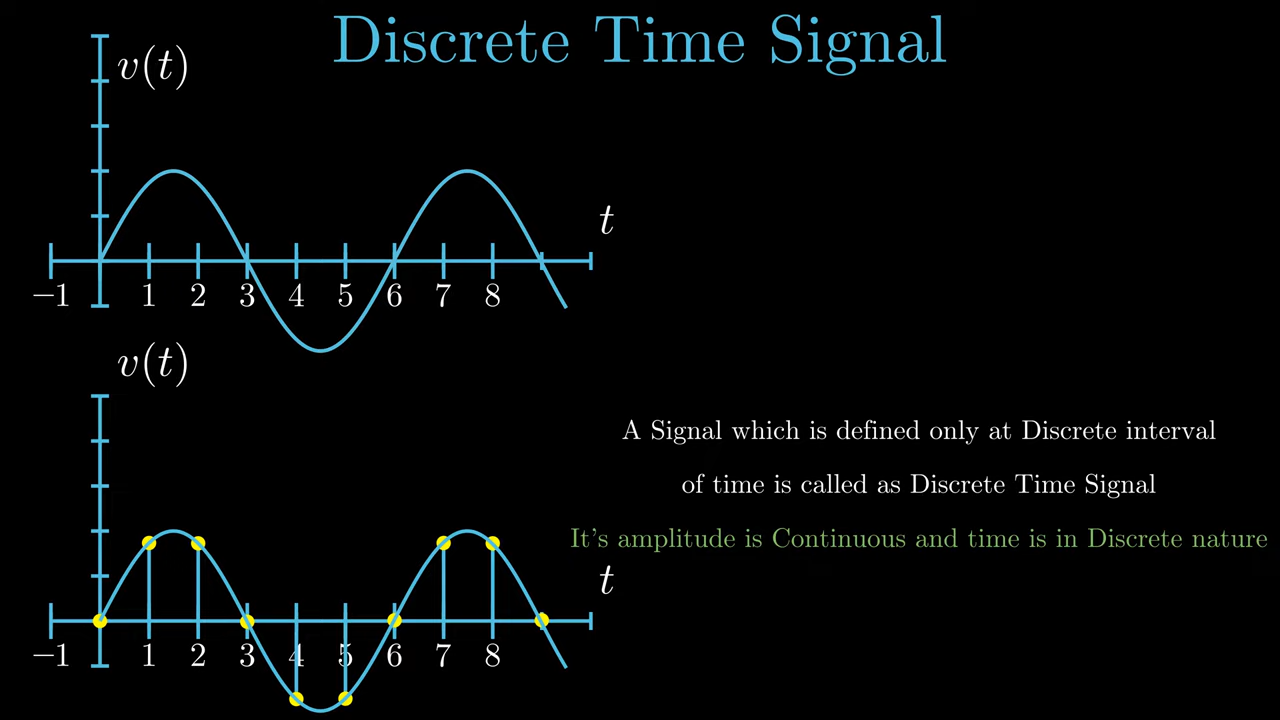 Discrete Time Signal
v(t)
t
−1 1 2 3 4 5 6 7 8
v(t)
A Signal which is defined only at Discrete interval
of time is called as Discrete Time Signal
It's amplitude is Continuous and time is in Discrete nature
t
−1 1 2 3 4 5 6 7 8